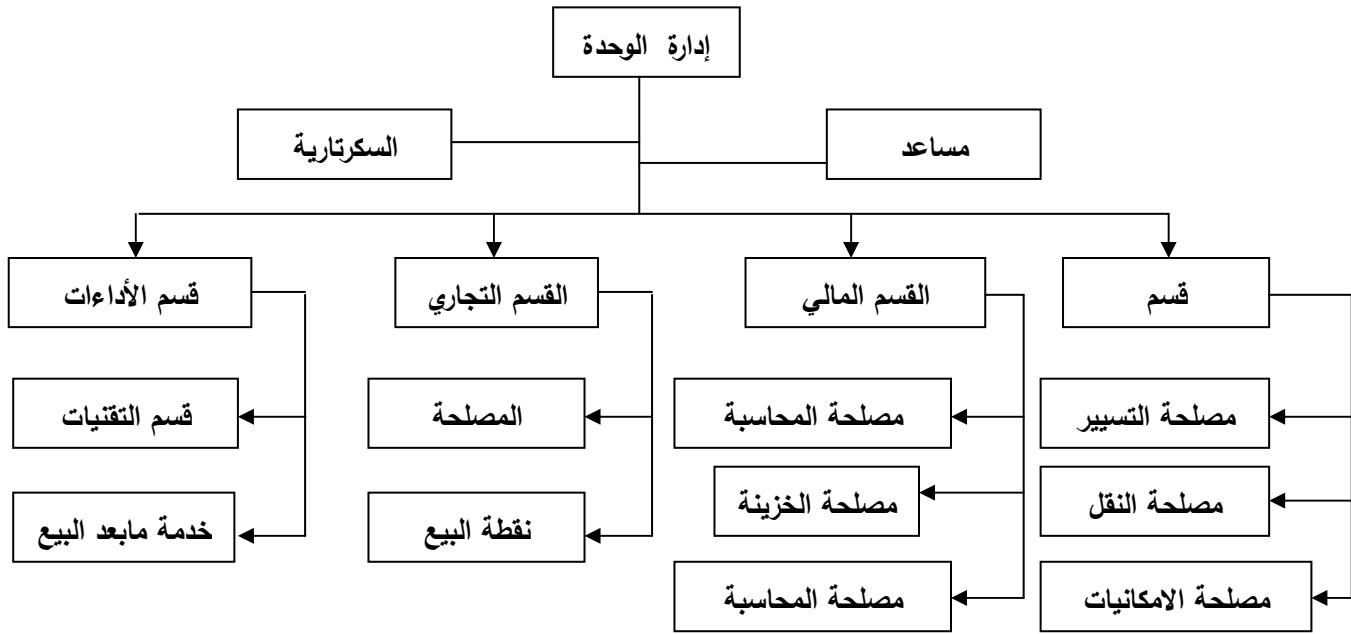 إدارة الوحدة
مساعد
السكرتارية
قسم
القسم المالي
القسم التجاري
قسم الأداءات
مصلحة التسيير
مصلحة المحاسبة
المصلحة
قسم التقنيات
مصلحة النقل
مصلحة الخزينة
نقطة البيع
خدمة مابعد البيع
مصلحة الامكانيات
مصلحة المحاسبة